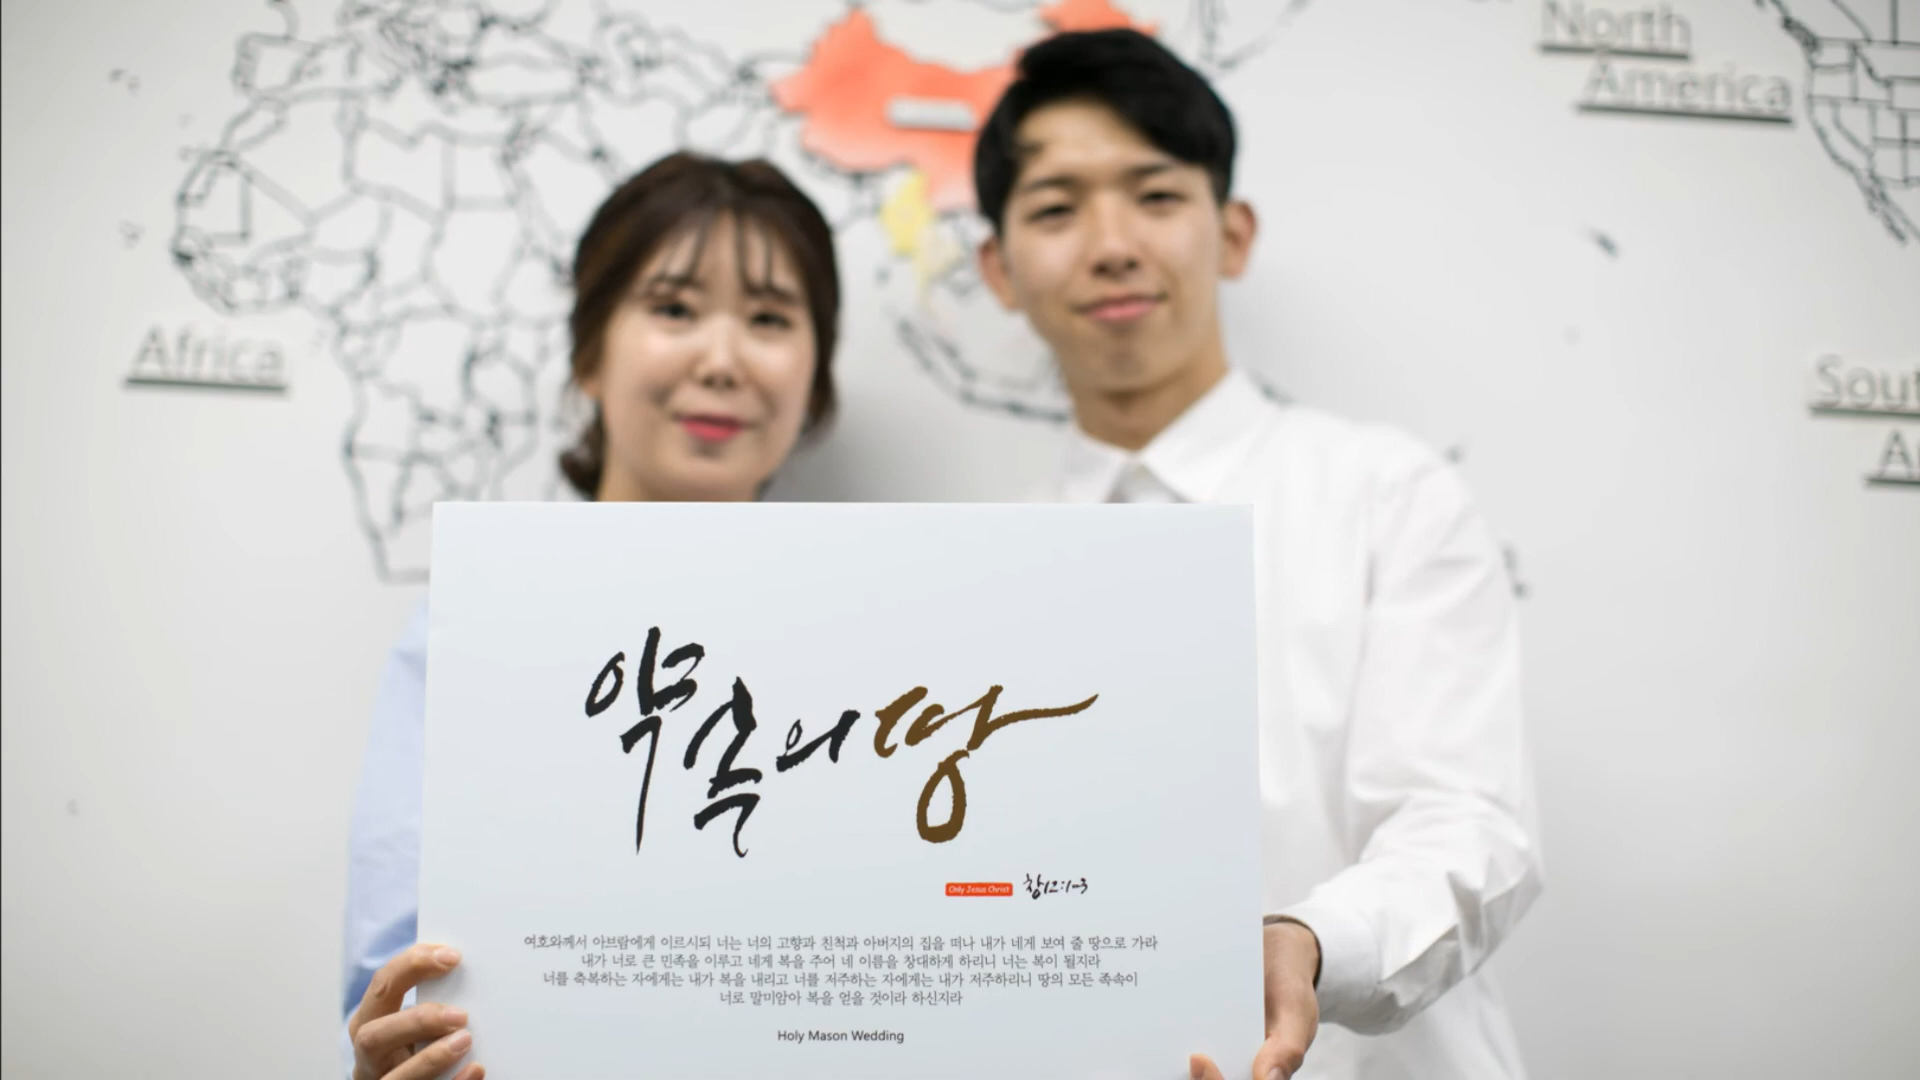 North
America
Africa
약속의 땅
Only Jesus Christ 창12:1-3
여호와께서 아브람에게 이르시되 너는 너의 고향과 친척과 아버지의 집을 떠나 내가 네게 보여 줄 땅으로 가라
내가 너로 큰 민족을 이루고 네게 복을 주어 네 이름을 창대하게 하리니 너는 복이 될지라
너를 축복하는 자에게는 내가 복을 내리고 너를 저주하는 자에게는 내가 저주하리니 땅의 모든 족속이
너로 말미암아 복을 얻을 것이라 하신지라
Holy Mason Wedding